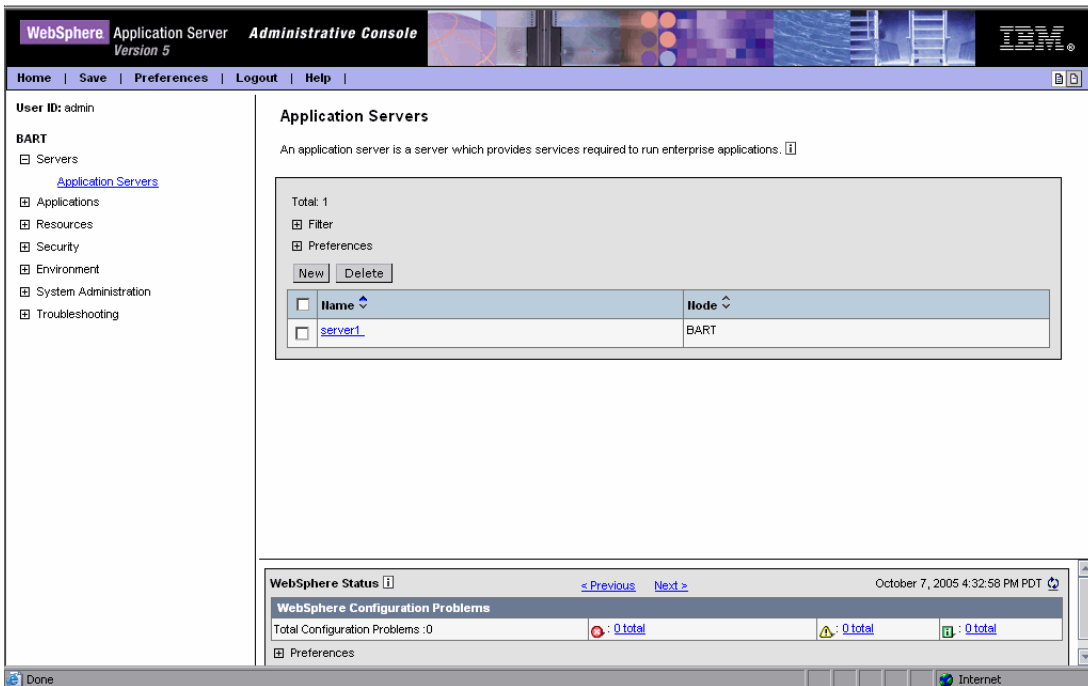 WebSphere Application Server Administrative Console
Version 5
IBM®
Home | Save | Preferences | Logout | Help |
User ID: admin
BART
Servers
Application Servers
Applications
Resources
Security
Environment
System Administration
Troubleshooting
Application Servers
An application server is a server which provides services required to run enterprise applications. i
Total: 1
Filter
Preferences
New Delete
Name Node
server1 BART
WebSphere Status i < Previous Next > October 7, 2005 4:32:58 PM PDT
WebSphere Configuration Problems
Total Configuration Problems :0 : 0 total : 0 total : 0 total
Preferences
Done Internet